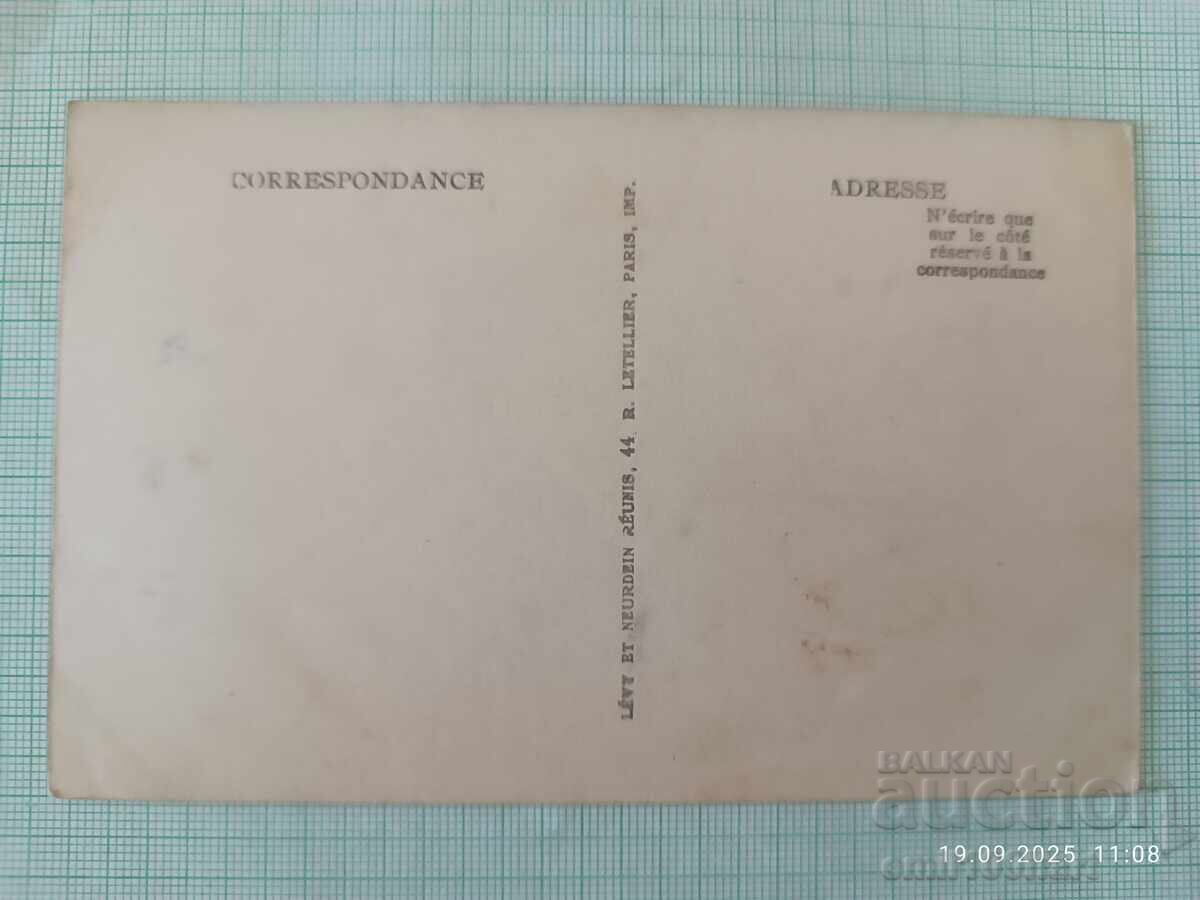 CORRESPONDANCE
ADRESSE
N'écrire que
sur le côté
réservé à la
correspondance
LÉVY ET NEURDEIN RÉUNIS, 44 R. LETELLIER, PARIS, IMP.
BALKAN
auction
19.09.2025 11:08